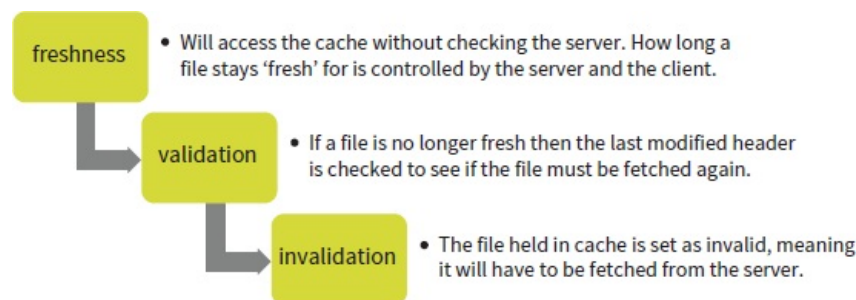 freshness
• Will access the cache without checking the server. How long a
file stays ‘fresh’ for is controlled by the server and the client.
validation
• If a file is no longer fresh then the last modified header
is checked to see if the file must be fetched again.
invalidation
• The file held in cache is set as invalid, meaning
it will have to be fetched from the server.